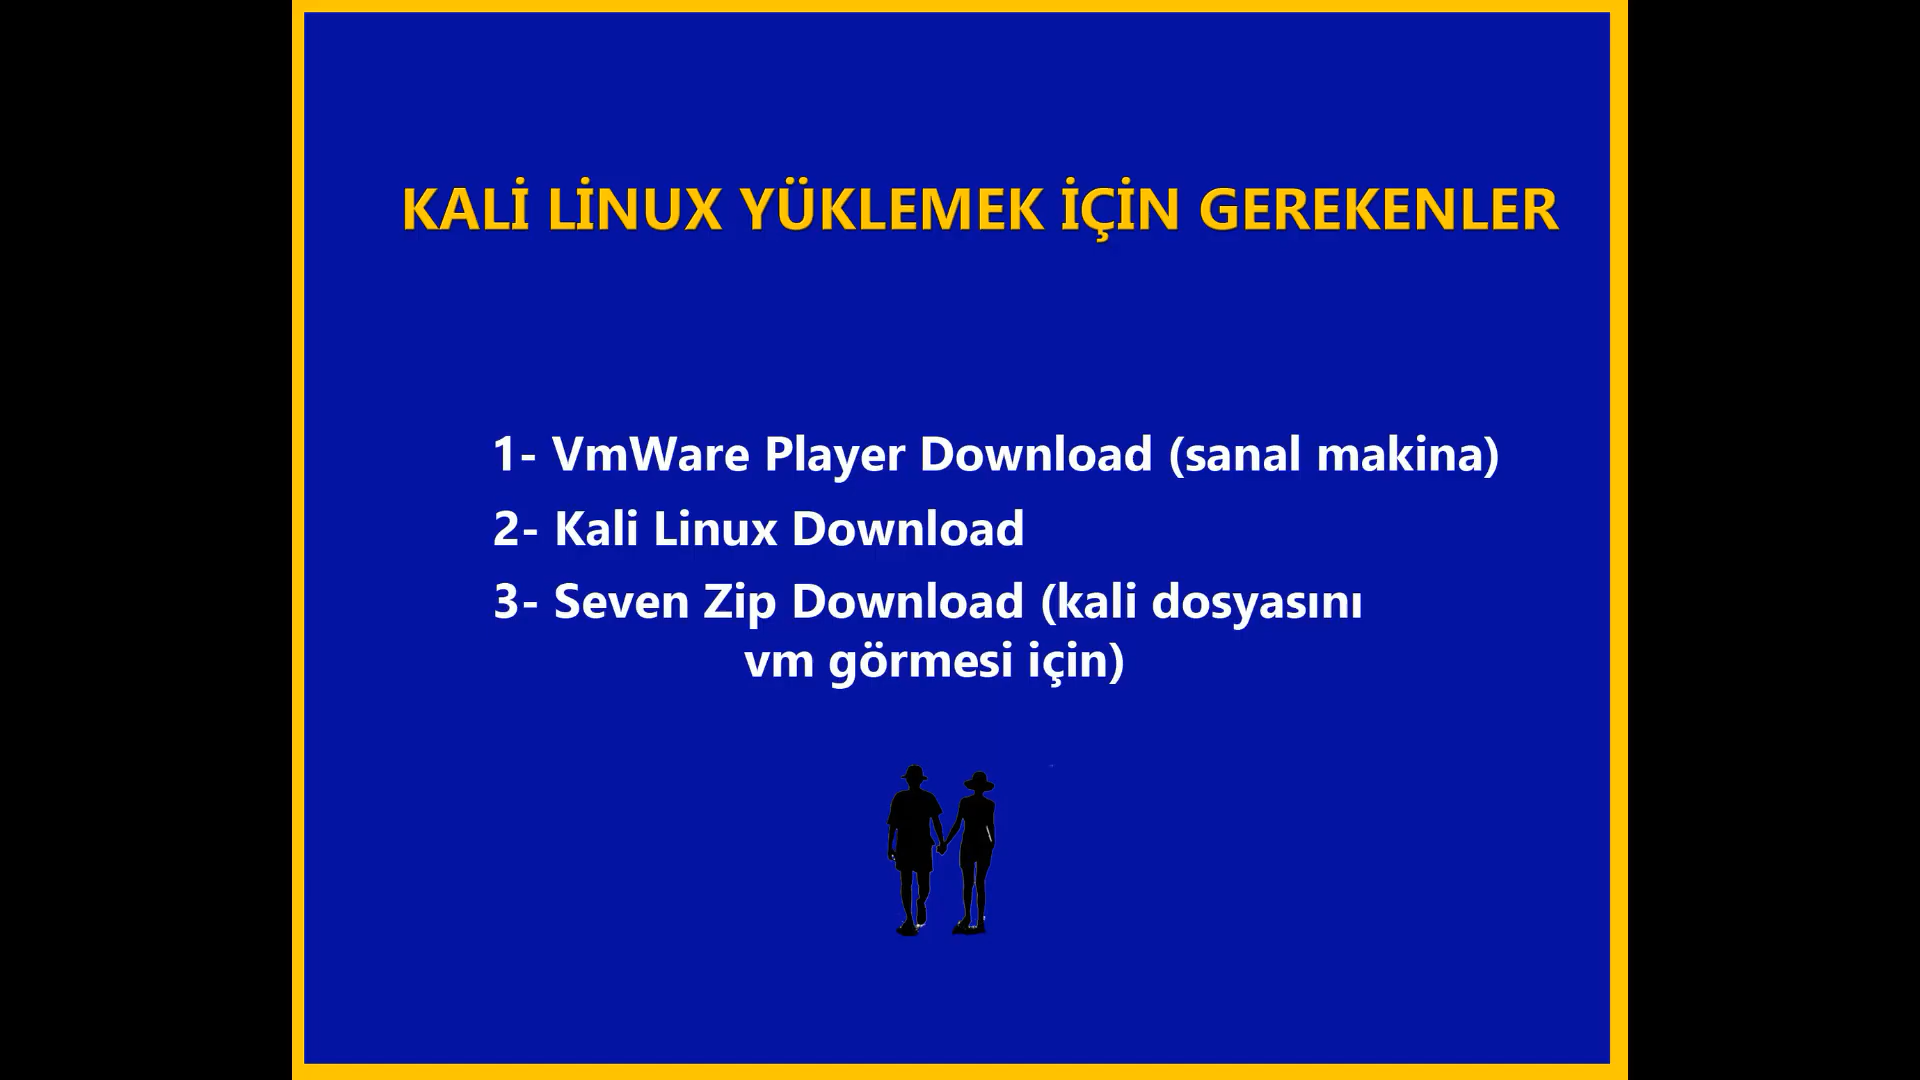 KALİ LİNUX YÜKLEMEK İÇİN GEREKENLER
1- VmWare Player Download (sanal makina)
2- Kali Linux Download
3- Seven Zip Download (kali dosyasını
vm görmesi için)